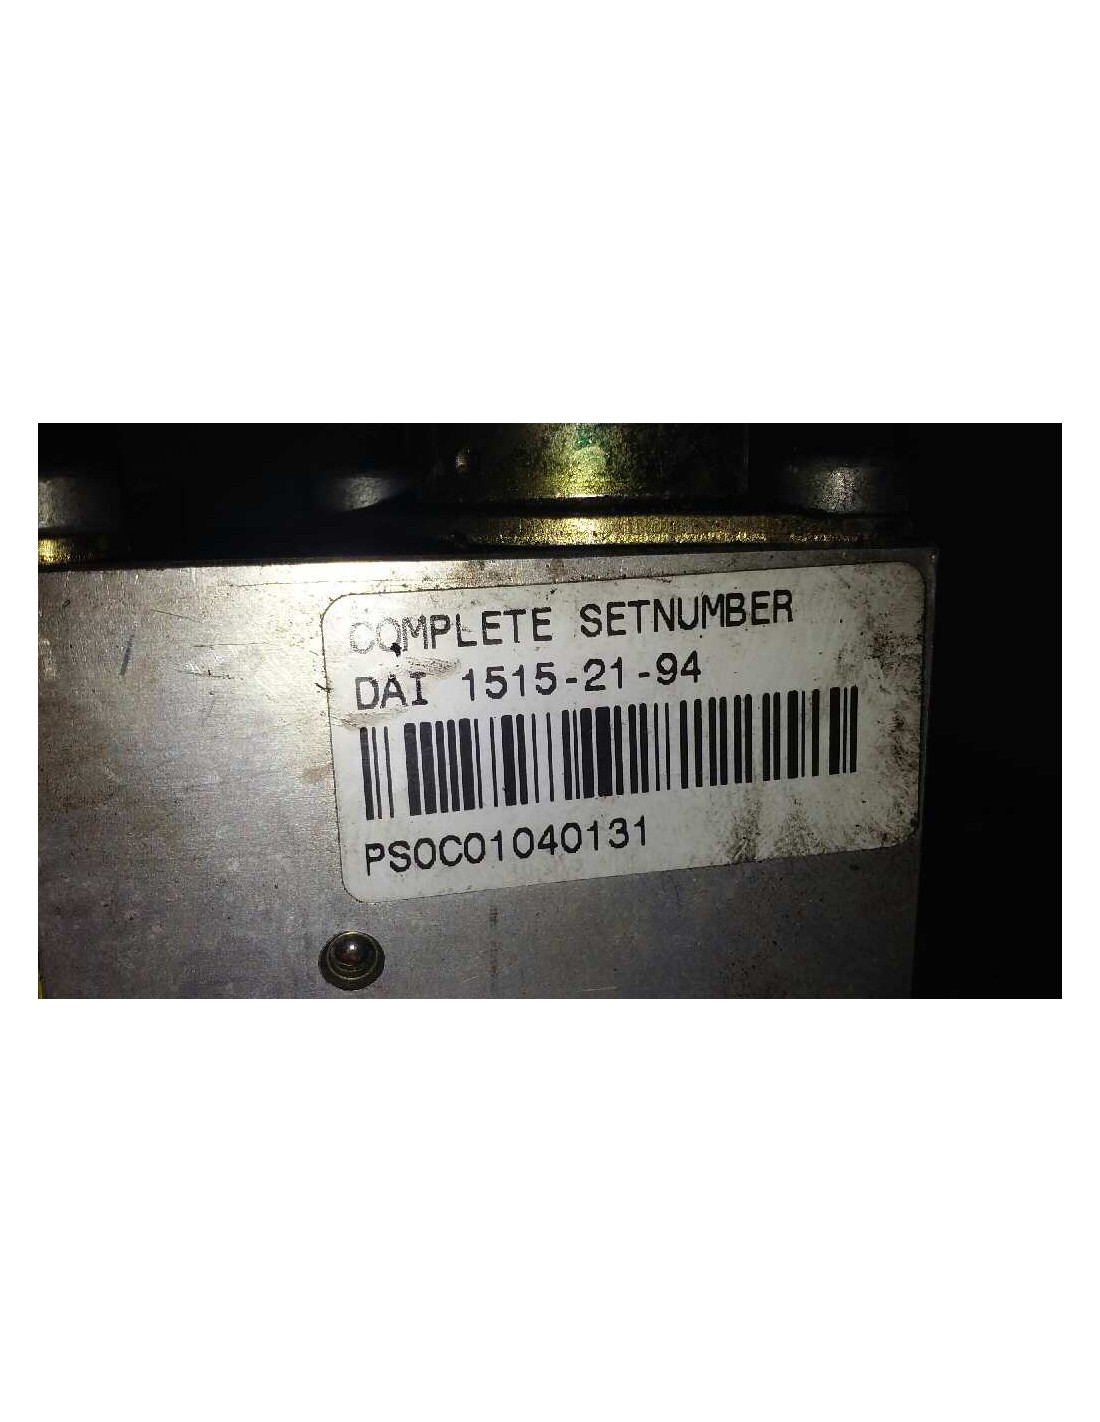 COMPLETE SETNUMBER
DAI 1515-21-94
PS0C01040131